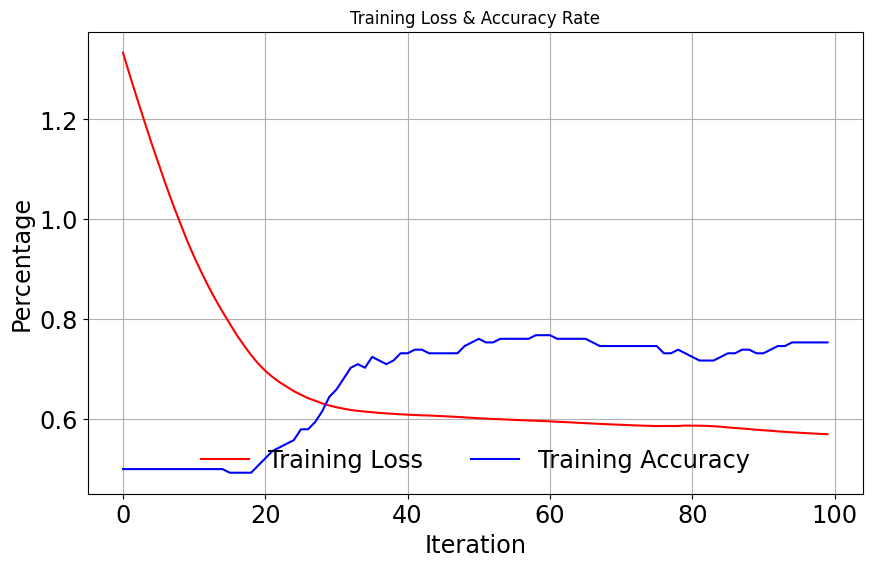 Training Loss & Accuracy Rate
Percentage
1.2
1.0
0.8
0.6
Training Loss Training Accuracy
0 20 40 60 80 100
Iteration